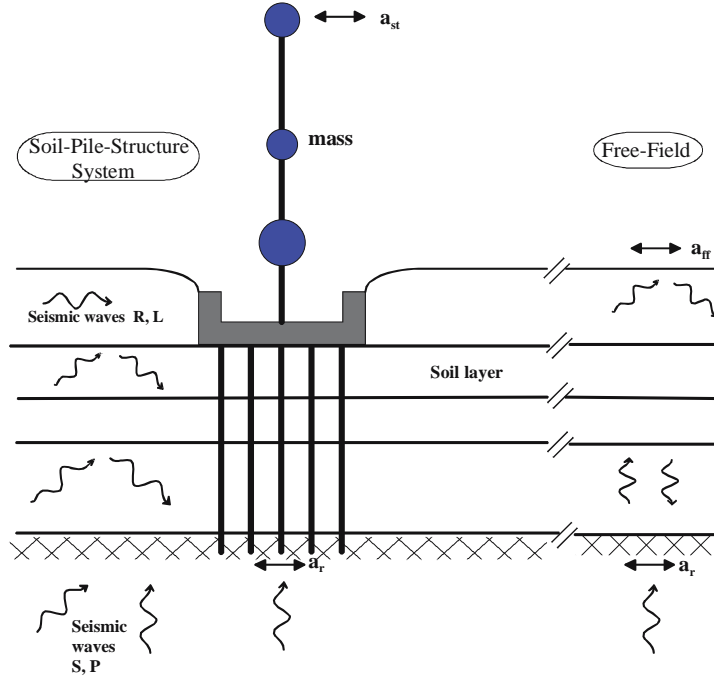 a_st
mass
Soil-Pile-Structure
System
Free-Field
a_ff
Seismic waves R, L
Soil layer
a_r
a_r
Seismic
waves
S, P